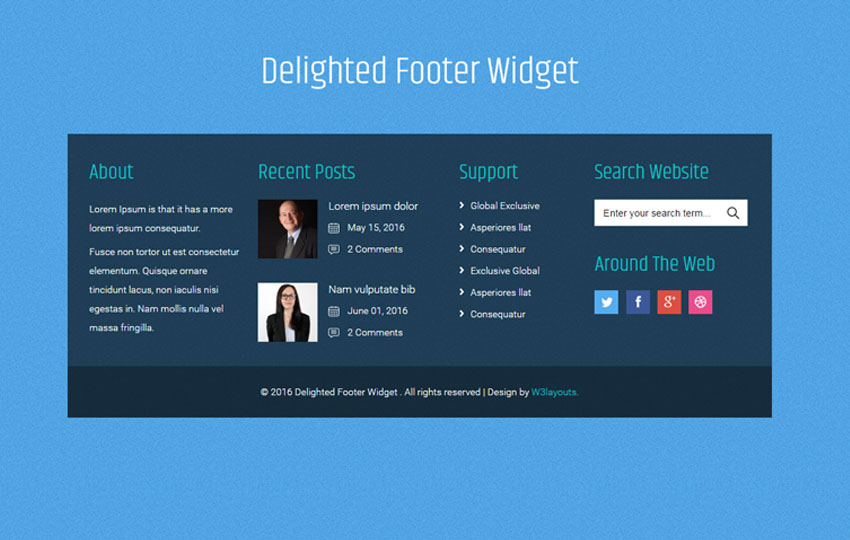 Delighted Footer Widget
About
Lorem Ipsum is that it has a more
lorem ipsum consequatur.
Fusce non tortor ut est consectetur
elementum. Quisque ornare
tincidunt lacus, non iaculis nisi
egestas in. Nam mollis nulla vel
massa fringilla.
Recent Posts
Lorem ipsum dolor
May 15, 2016
2 Comments
Nam vulputate bib
June 01, 2016
2 Comments
Support
Global Exclusive
Asperiores llat
Consequatur
Exclusive Global
Asperiores llat
Consequatur
Search Website
Enter your search term...
Around The Web
f
g+
© 2016 Delighted Footer Widget . All rights reserved | Design by W3layouts.